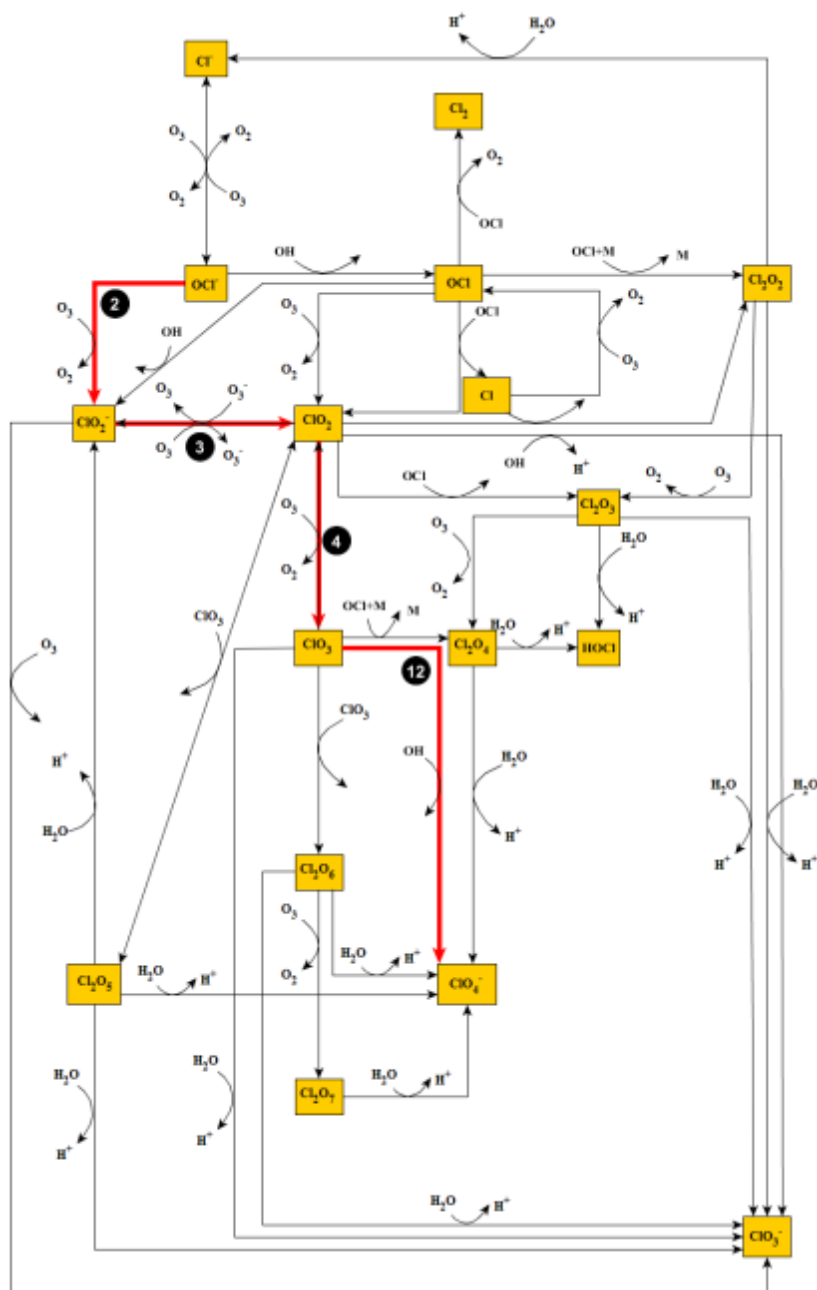 H⁺ H₂O
Cl⁻
Cl₂
O₃ O₂
O₂
O₂ O₃
OCl
OH
OCl+M M
OCl⁻
OCl
Cl₂O₂
2
O₃
O₃
OCl
O₂
OH
O₂
O₂
O₃
Cl
O₃ O₃⁻
ClO₂⁻
ClO₂
3
O₃ O₃⁻
OH H⁺
OCl
O₂ O₃
Cl₂O₃
O₃
4
O₃
H₂O
O₂
O₂
H⁺
ClO₃
OCl+M M
H₂O H⁺
ClO₃
Cl₂O₄
HOCl
12
O₃
ClO₃
OH
H₂O
H⁺
H₂O
H₂O
H₂O
H⁺
H⁺
H⁺
Cl₂O₆
O₃
H₂O H⁺
O₂
Cl₂O₅
H₂O H⁺
ClO₄⁻
H₂O
H₂O
H₂O H⁺
Cl₂O₇
H⁺
H⁺
H₂O H⁺
ClO₃⁻